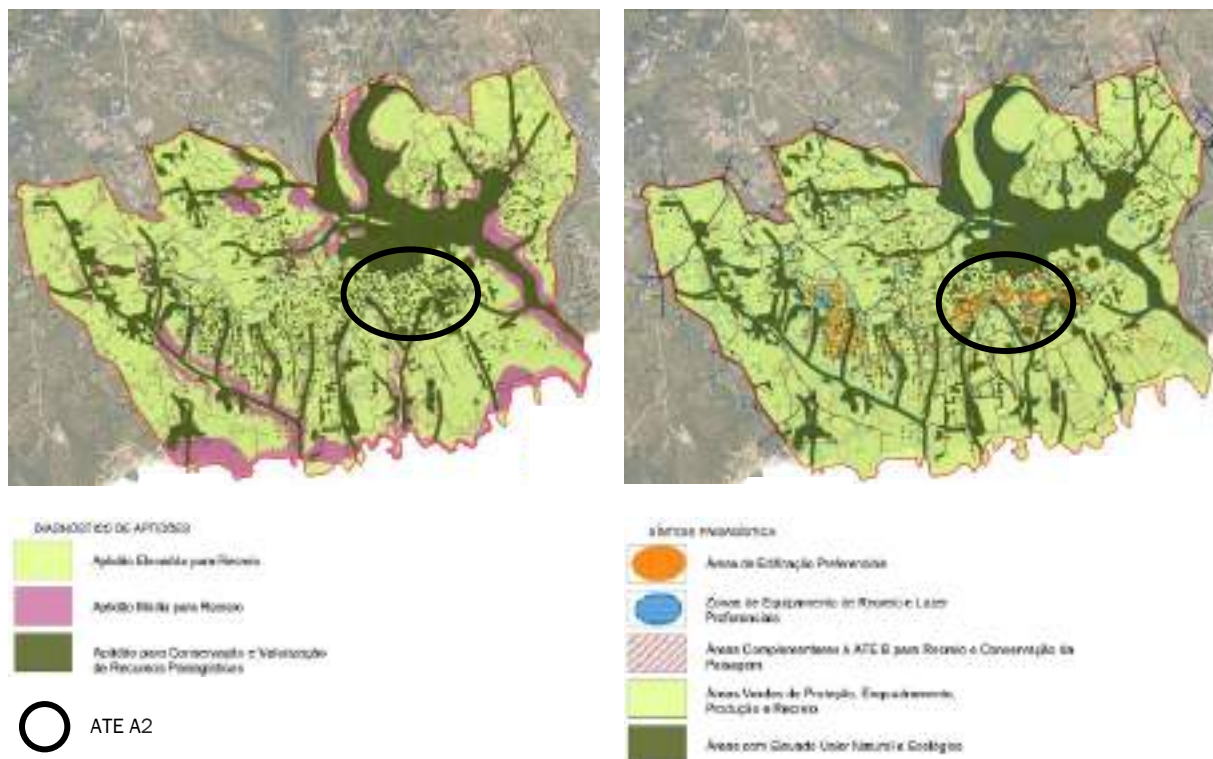 DIAGNÓSTICO DE APTIDÕES
Aptidão Elevada para Recreio
Aptidão Média para Recreio
Aptidão para Conservação e Valorização
de Recursos Paisagísticos
ATE A2
SÍNTESE PAISAGÍSTICA
Áreas de Edificação Preferenciais
Zonas de Equipamento de Recreio e Lazer
Preferenciais
Áreas Complementares à ATE B para Recreio e Conservação da
Paisagem
Áreas Verdes de Proteção, Enquadramento,
Produção e Recreio
Áreas com Elevado Valor Natural e Ecológico